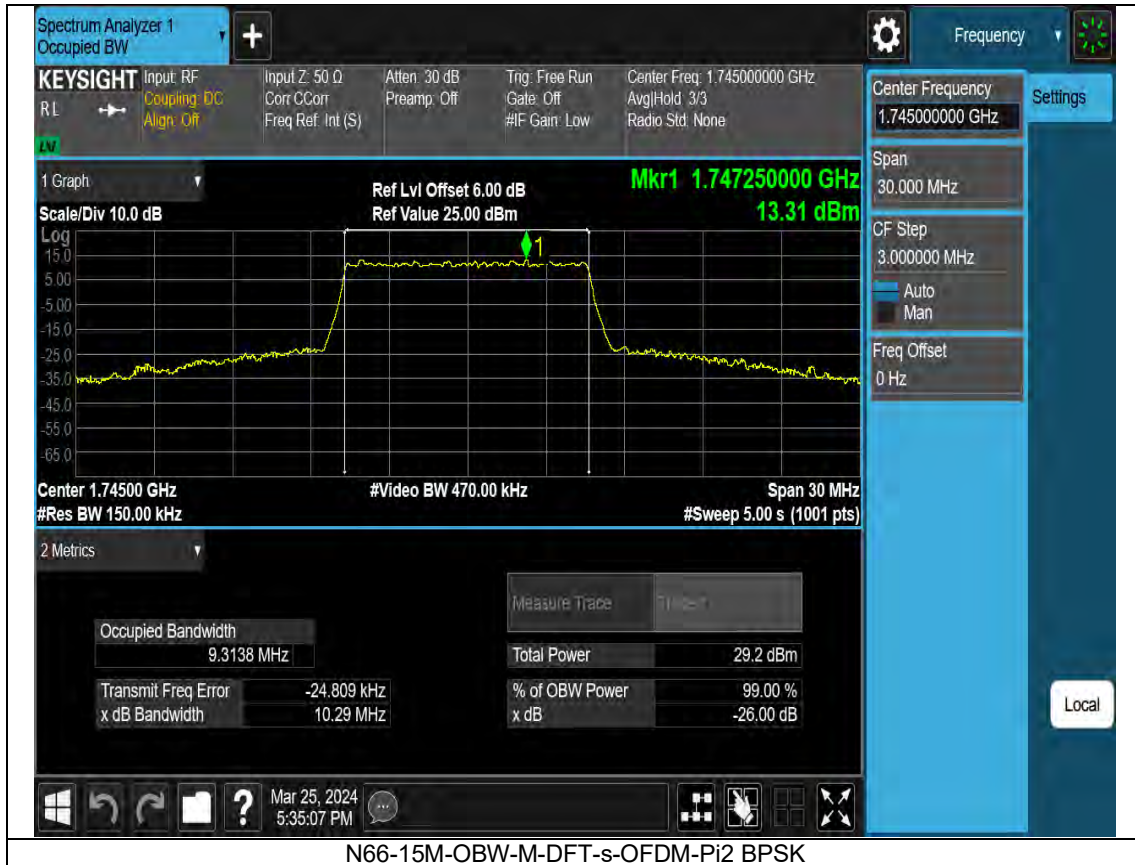 Spectrum Analyzer 1
Occupied BW
Frequency
KEYSIGHT
RL
Input: RF
Coupling: DC
Align: Off
Input Z: 50 Ω
Corr CCorr
Freq Ref: Int (S)
Atten: 30 dB
Preamp: Off
Trig: Free Run
Gate: Off
#IF Gain: Low
Center Freq: 1.745000000 GHz
Avg|Hold: 3/3
Radio Std: None
Center Frequency
1.745000000 GHz
Settings
Span
30.000 MHz
CF Step
3.000000 MHz
Auto
Man
Freq Offset
0 Hz
Local
1 Graph
Scale/Div 10.0 dB
Ref Lvl Offset 6.00 dB
Ref Value 25.00 dBm
Mkr1 1.747250000 GHz
13.31 dBm
Log
1
15.0
5.00
-5.00
-15.0
-25.0
-35.0
-45.0
-55.0
-65.0
Center 1.74500 GHz
#Video BW 470.00 kHz
Span 30 MHz
#Res BW 150.00 kHz
#Sweep 5.00 s (1001 pts)
2 Metrics
Measure Trace
Occupied Bandwidth
9.3138 MHz
Total Power 29.2 dBm
Transmit Freq Error -24.809 kHz
% of OBW Power 99.00 %
x dB Bandwidth 10.29 MHz
x dB -26.00 dB
?
Mar 25, 2024
5:35:07 PM
N66-15M-OBW-M-DFT-s-OFDM-Pi2 BPSK